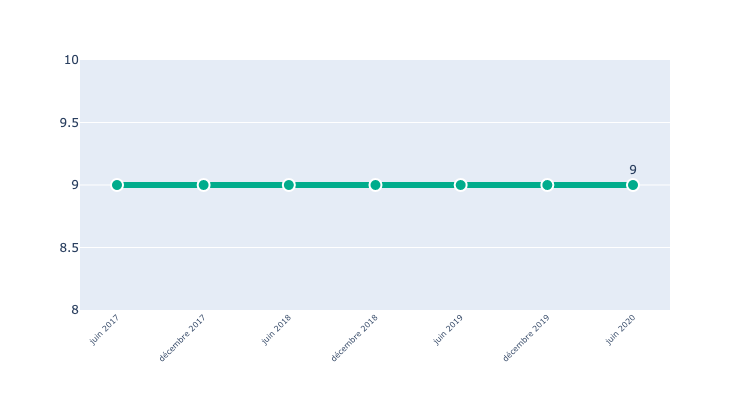 10
9.5
9
9
8.5
8
juin 2017
décembre 2017
juin 2018
décembre 2018
juin 2019
décembre 2019
juin 2020